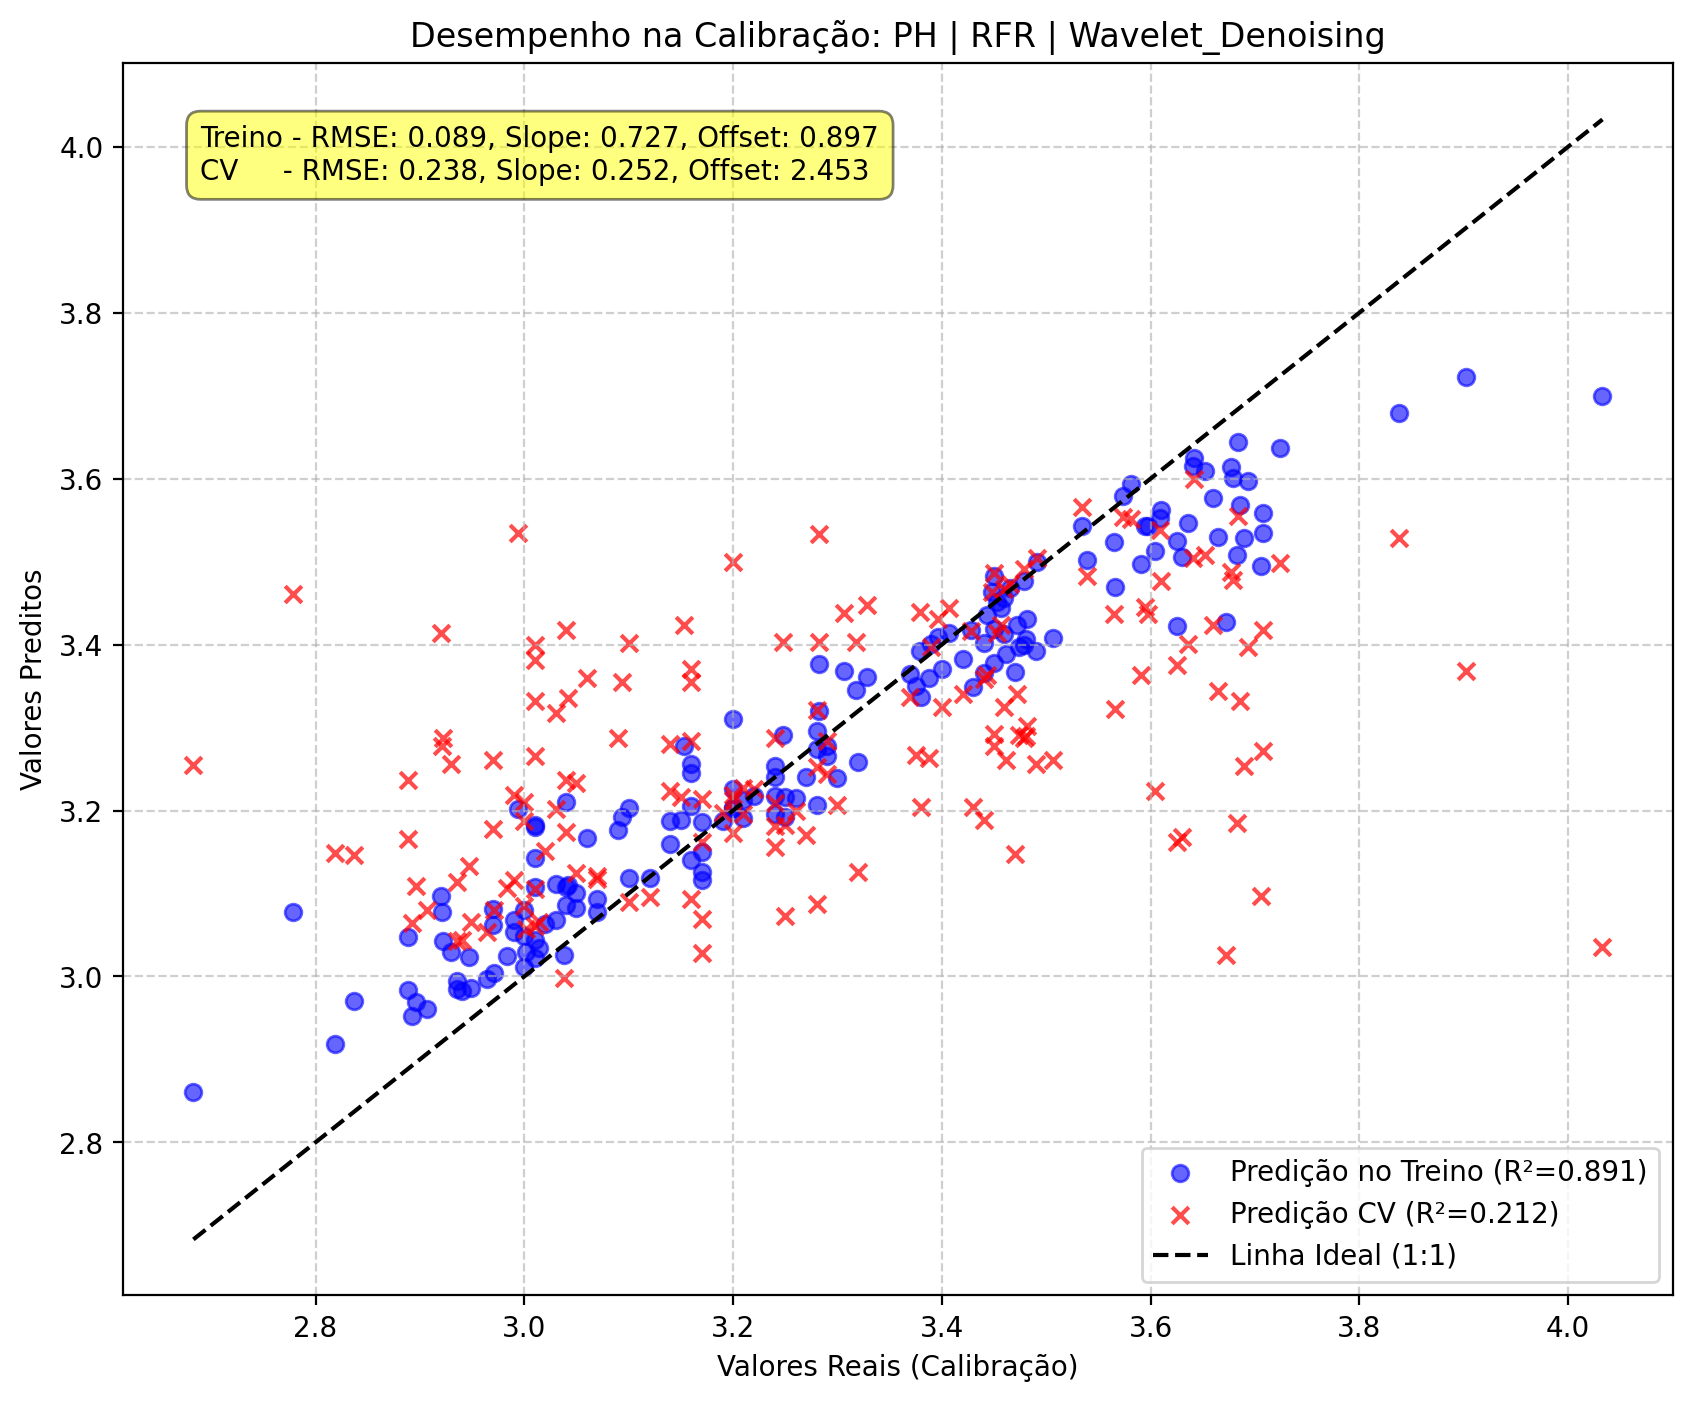 Desempenho na Calibração: PH | RFR | Wavelet_Denoising
Treino - RMSE: 0.089, Slope: 0.727, Offset: 0.897
CV     - RMSE: 0.238, Slope: 0.252, Offset: 2.453
Valores Preditos
4.0
3.8
3.6
3.4
3.2
3.0
2.8
Predição no Treino (R²=0.891)
Predição CV (R²=0.212)
Linha Ideal (1:1)
2.8 3.0 3.2 3.4 3.6 3.8 4.0
Valores Reais (Calibração)